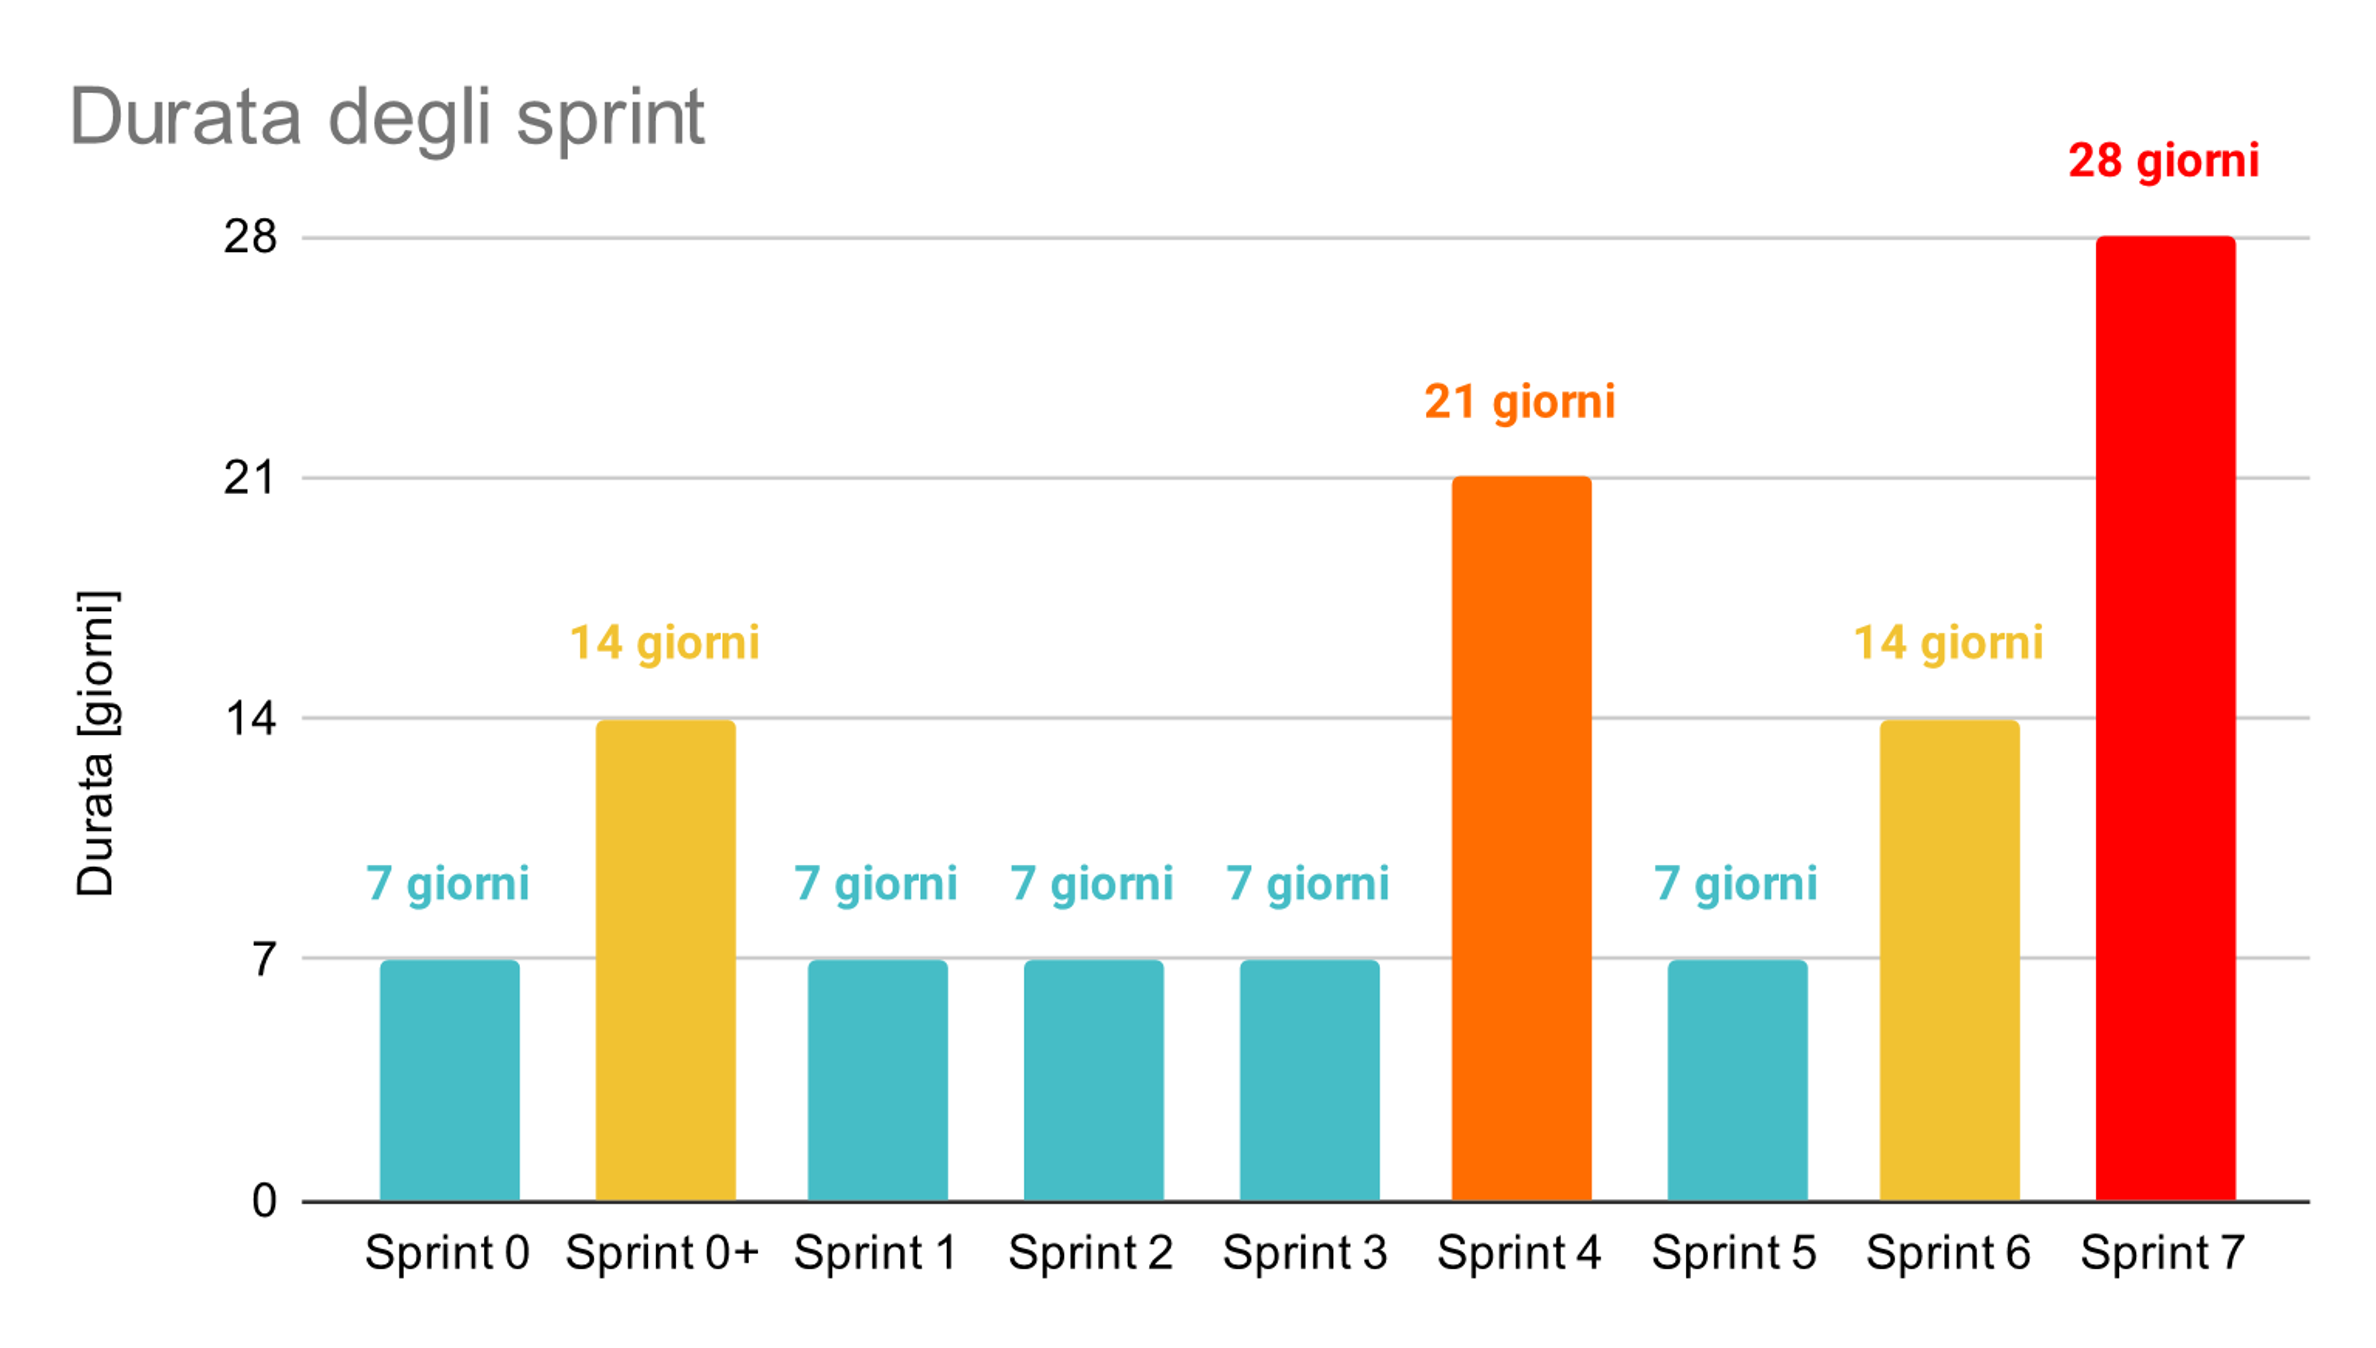 Durata degli sprint
28 giorni
28
21 giorni
21
14 giorni
14 giorni
14
7 giorni
7 giorni
7 giorni
7 giorni
7 giorni
7
0
Durata [giorni]
Sprint 0
Sprint 0+
Sprint 1
Sprint 2
Sprint 3
Sprint 4
Sprint 5
Sprint 6
Sprint 7